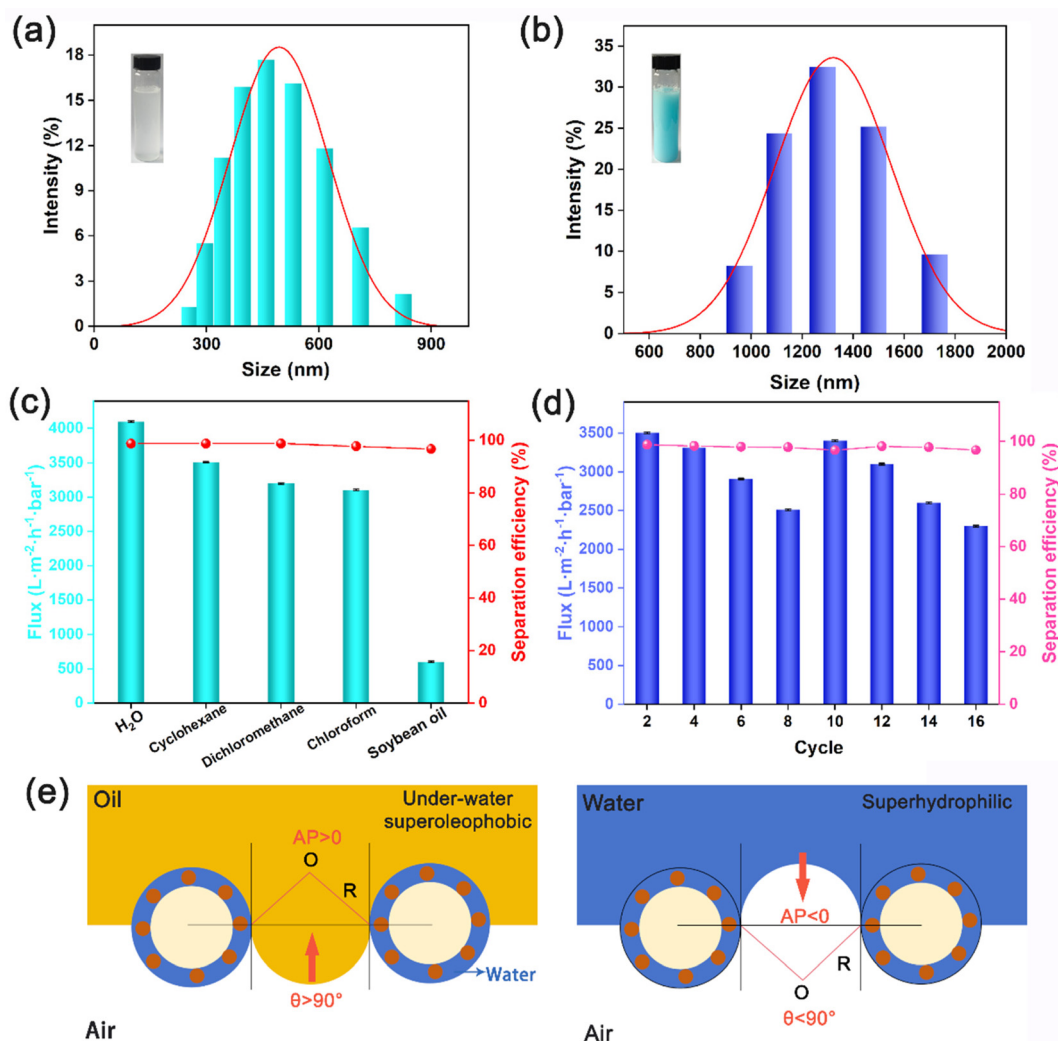 (a)
Intensity (%)
18
15
12
9
6
3
0
0 300 600 900
Size (nm)
(b)
Intensity (%)
35
30
25
20
15
10
5
0
600 800 1000 1200 1400 1600 1800 2000
Size (nm)
(c)
Flux (L·m⁻²·h⁻¹·bar⁻¹)
4000
3500
3000
2500
2000
1500
1000
500
0
H₂O Cyclohexane Dichloromethane Chloroform Soybean oil
100
80
60
40
20
0
Separation efficiency (%)
(d)
Flux (L·m⁻²·h⁻¹·bar⁻¹)
3500
3000
2500
2000
1500
1000
500
0
2 4 6 8 10 12 14 16
Cycle
100
80
60
40
20
0
Separation efficiency (%)
(e)
Oil
Under-water
superoleophobic
AP>0
O
R
Water
θ>90°
Air
Water
Superhydrophilic
AP<0
R
O
θ<90°
Air